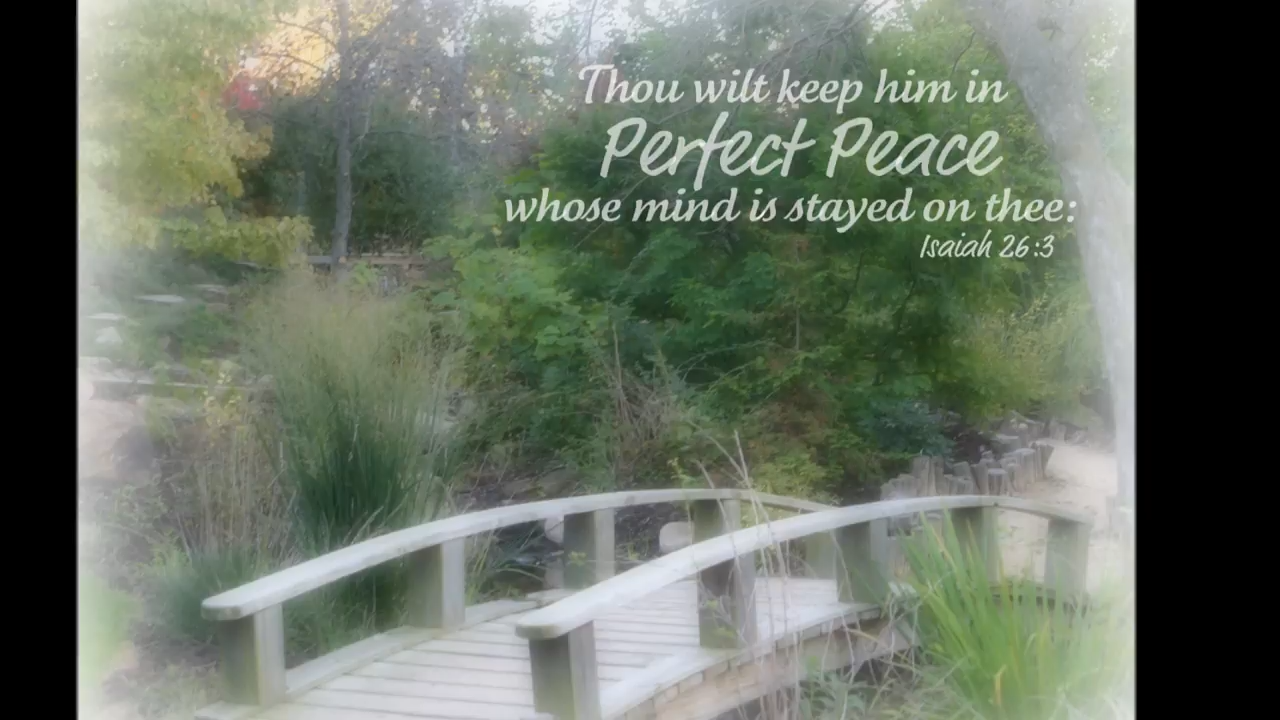 Thou wilt keep him in
Perfect Peace
whose mind is stayed on thee:
Isaiah 26:3